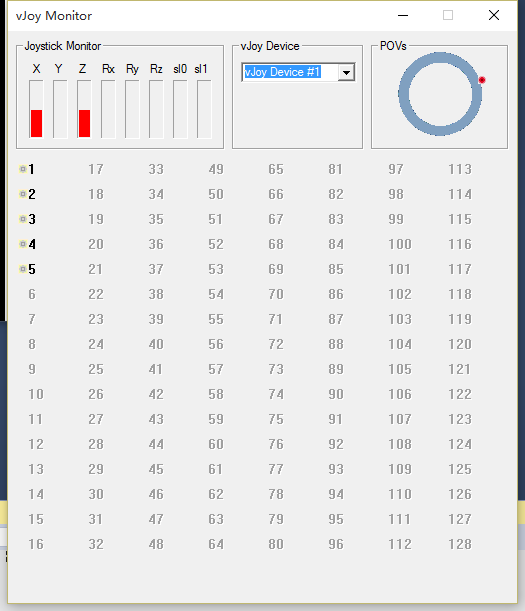 vJoy Monitor
Joystick Monitor
X Y Z Rx Ry Rz sl0 sl1
vJoy Device
vJoy Device #1
POVs
1 17 33 49 65 81 97 113
2 18 34 50 66 82 98 114
3 19 35 51 67 83 99 115
4 20 36 52 68 84 100 116
5 21 37 53 69 85 101 117
6 22 38 54 70 86 102 118
7 23 39 55 71 87 103 119
8 24 40 56 72 88 104 120
9 25 41 57 73 89 105 121
10 26 42 58 74 90 106 122
11 27 43 59 75 91 107 123
12 28 44 60 76 92 108 124
13 29 45 61 77 93 109 125
14 30 46 62 78 94 110 126
15 31 47 63 79 95 111 127
16 32 48 64 80 96 112 128